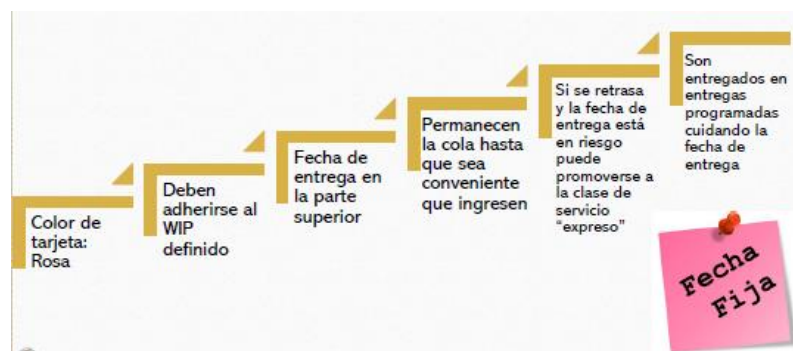 Color de
tarjeta:
Rosa
Deben
adherirse al
WIP
definido
Fecha de
entrega en
la parte
superior
Permanecen
la cola hasta
que sea
conveniente
que ingresen
Si se retrasa
y la fecha de
entrega está
en riesgo
puede
promoverse a
la clase de
servicio
“expreso”
Son
entregados en
entregas
programadas
cuidando la
fecha de
entrega
Fecha
Fija